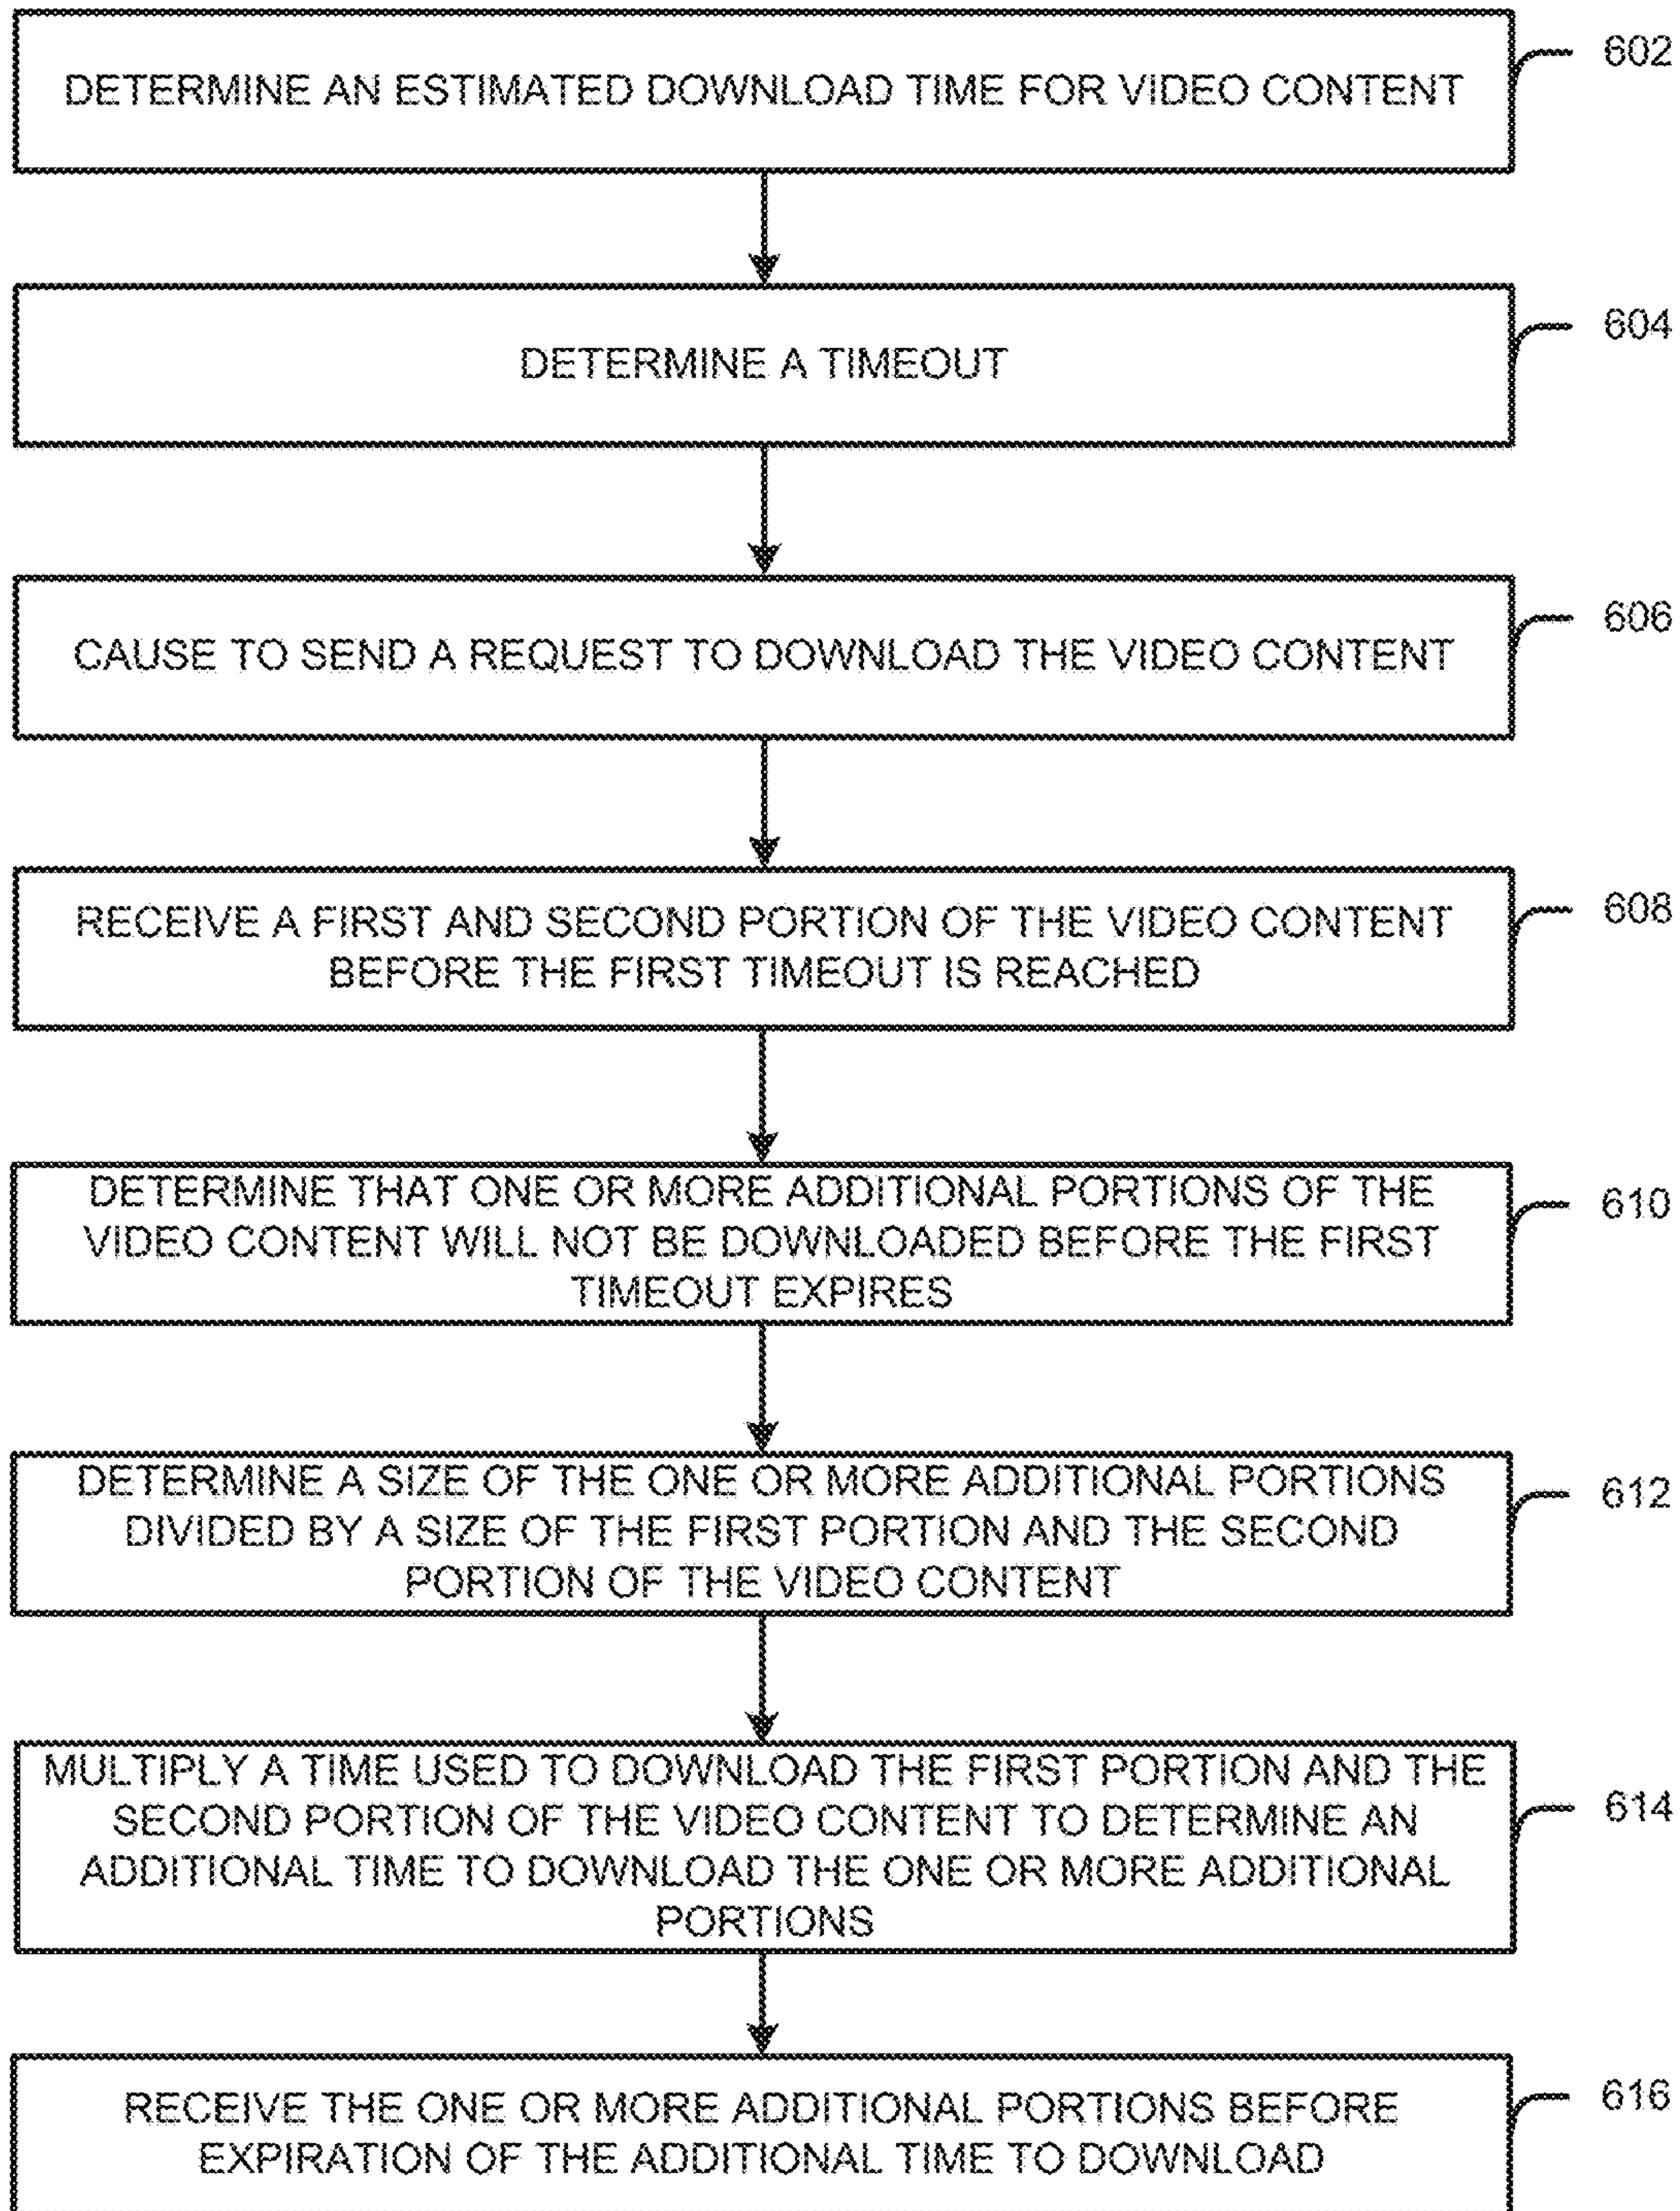 DETERMINE AN ESTIMATED DOWNLOAD TIME FOR VIDEO CONTENT
602
DETERMINE A TIMEOUT
604
CAUSE TO SEND A REQUEST TO DOWNLOAD THE VIDEO CONTENT
606
RECEIVE A FIRST AND SECOND PORTION OF THE VIDEO CONTENT
BEFORE THE FIRST TIMEOUT IS REACHED
608
DETERMINE THAT ONE OR MORE ADDITIONAL PORTIONS OF THE
VIDEO CONTENT WILL NOT BE DOWNLOADED BEFORE THE FIRST
TIMEOUT EXPIRES
610
DETERMINE A SIZE OF THE ONE OR MORE ADDITIONAL PORTIONS
DIVIDED BY A SIZE OF THE FIRST PORTION AND THE SECOND
PORTION OF THE VIDEO CONTENT
612
MULTIPLY A TIME USED TO DOWNLOAD THE FIRST PORTION AND THE
SECOND PORTION OF THE VIDEO CONTENT TO DETERMINE AN
ADDITIONAL TIME TO DOWNLOAD THE ONE OR MORE ADDITIONAL
PORTIONS
614
RECEIVE THE ONE OR MORE ADDITIONAL PORTIONS BEFORE
EXPIRATION OF THE ADDITIONAL TIME TO DOWNLOAD
616